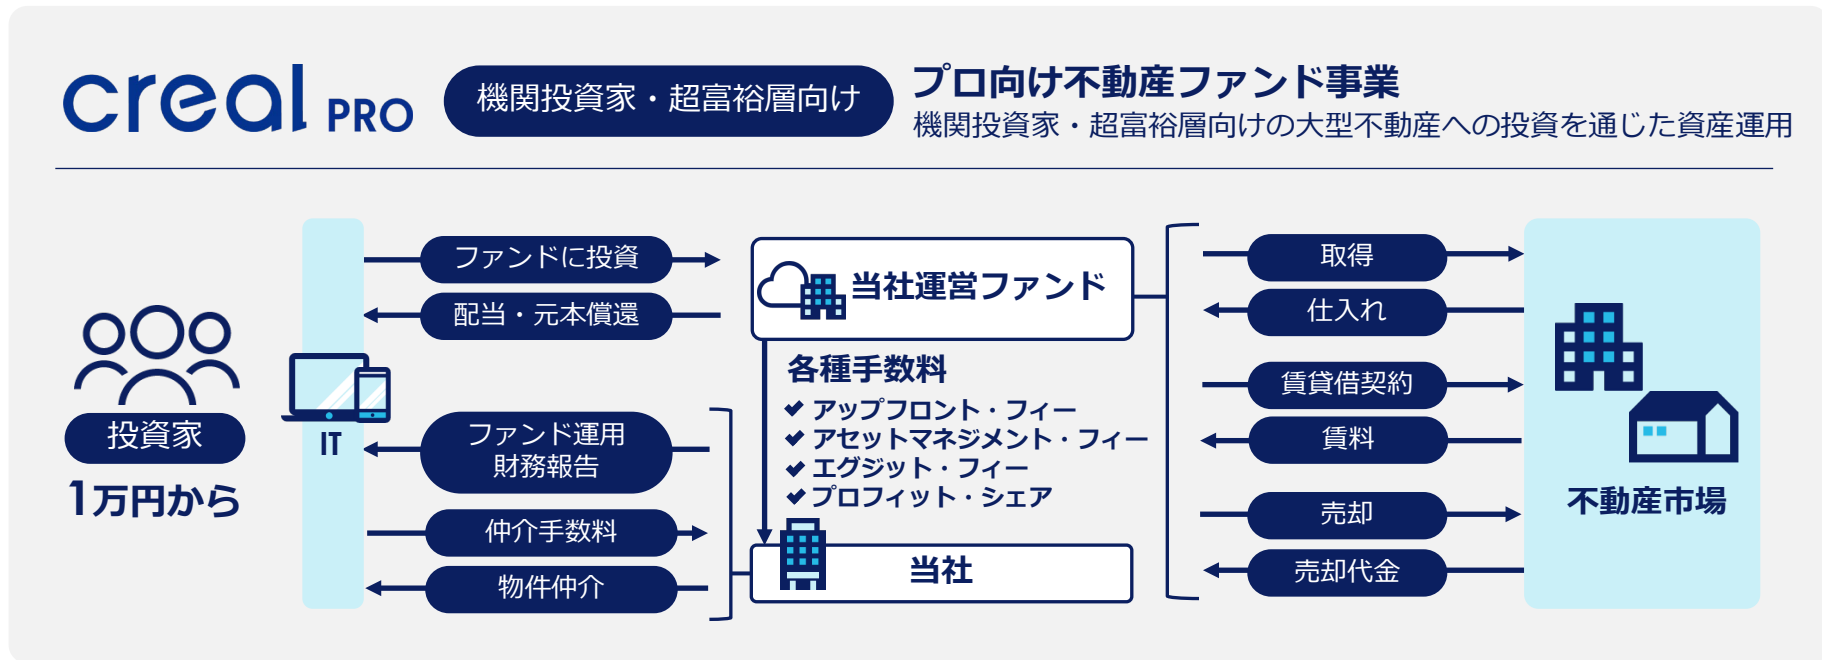 creal PRO
機関投資家・超富裕層向け
プロ向け不動産ファンド事業
機関投資家・超富裕層向けの大型不動産への投資を通じた資産運用
投資家
1万円から
IT
ファンドに投資
配当・元本償還
ファンド運用
財務報告
仲介手数料
物件仲介
当社運営ファンド
各種手数料
アップフロント・フィー
アセットマネジメント・フィー
エグジット・フィー
プロフィット・シェア
当社
取得
仕入れ
賃貸借契約
賃料
売却
売却代金
不動産市場